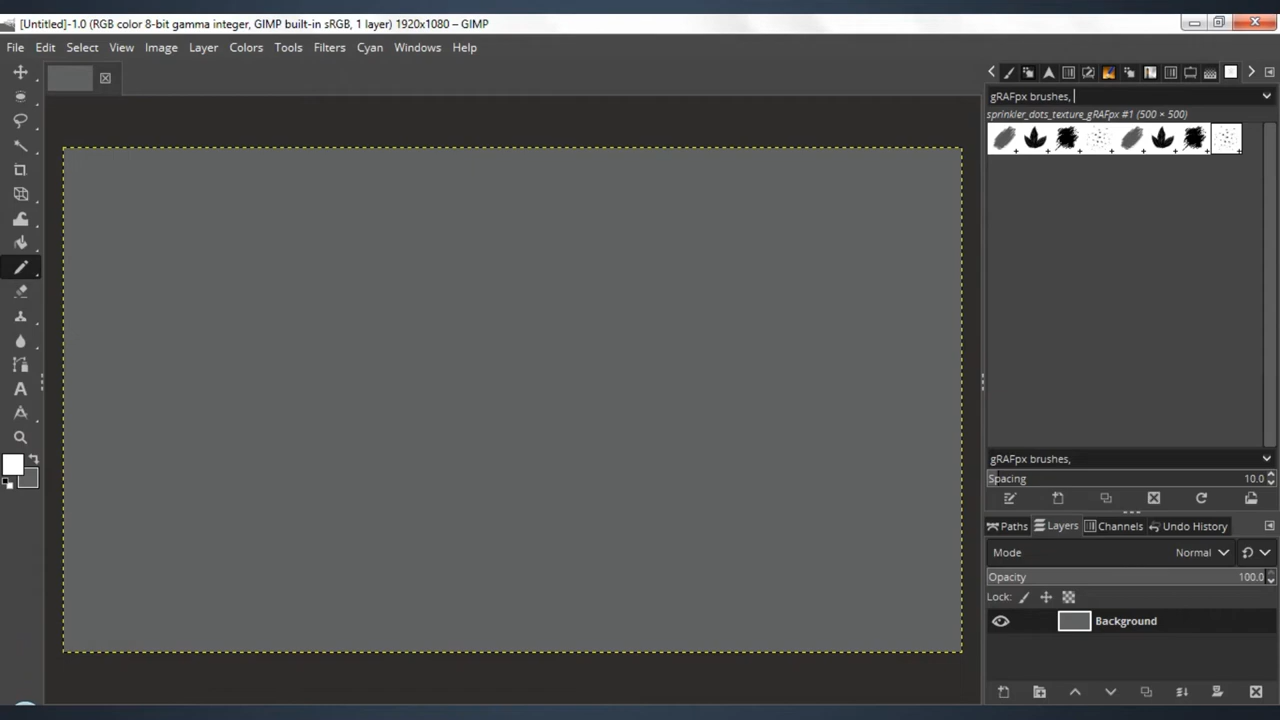 [Untitled]-1.0 (RGB color 8-bit gamma integer, GIMP built-in sRGB, 1 layer) 1920x1080 – GIMP
File Edit Select View Image Layer Colors Tools Filters Cyan Windows Help
gRAFpx brushes,
sprinkler_dots_texture_gRAFpx #1 (500 × 500)
gRAFpx brushes,
Spacing 10.0
Paths Layers Channels Undo History
Mode Normal
Opacity 100.0
Lock:
Background